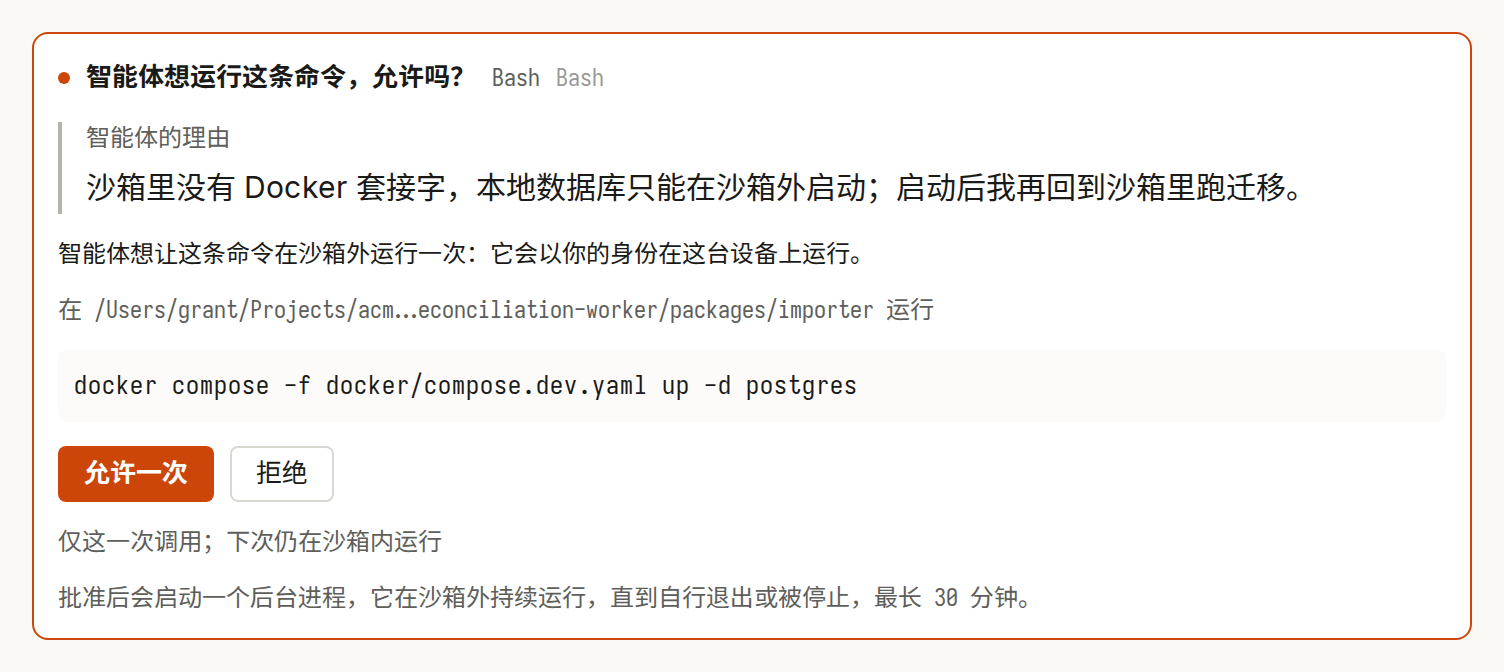 智能体想运行这条命令，允许吗？ Bash Bash
智能体的理由
沙箱里没有 Docker 套接字，本地数据库只能在沙箱外启动；启动后我再回到沙箱里跑迁移。
智能体想让这条命令在沙箱外运行一次：它会以你的身份在这台设备上运行。
在 /Users/grant/Projects/acm…econciliation-worker/packages/importer 运行
docker compose -f docker/compose.dev.yaml up -d postgres
允许一次 拒绝
仅这一次调用；下次仍在沙箱内运行
批准后会启动一个后台进程，它在沙箱外持续运行，直到自行退出或被停止，最长 30 分钟。